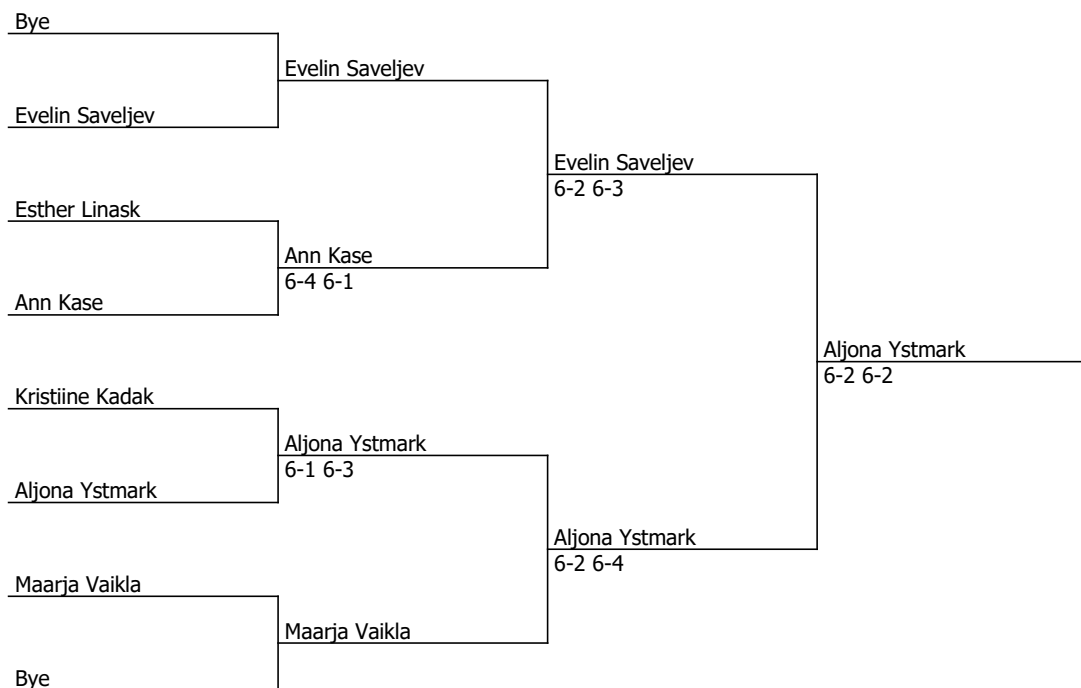 Bye
Evelin Saveljev
Evelin Saveljev
Evelin Saveljev
6-2 6-3
Esther Linask
Ann Kase
6-4 6-1
Ann Kase
Aljona Ystmark
6-2 6-2
Kristiine Kadak
Aljona Ystmark
6-1 6-3
Aljona Ystmark
Aljona Ystmark
6-2 6-4
Maarja Vaikla
Maarja Vaikla
Bye